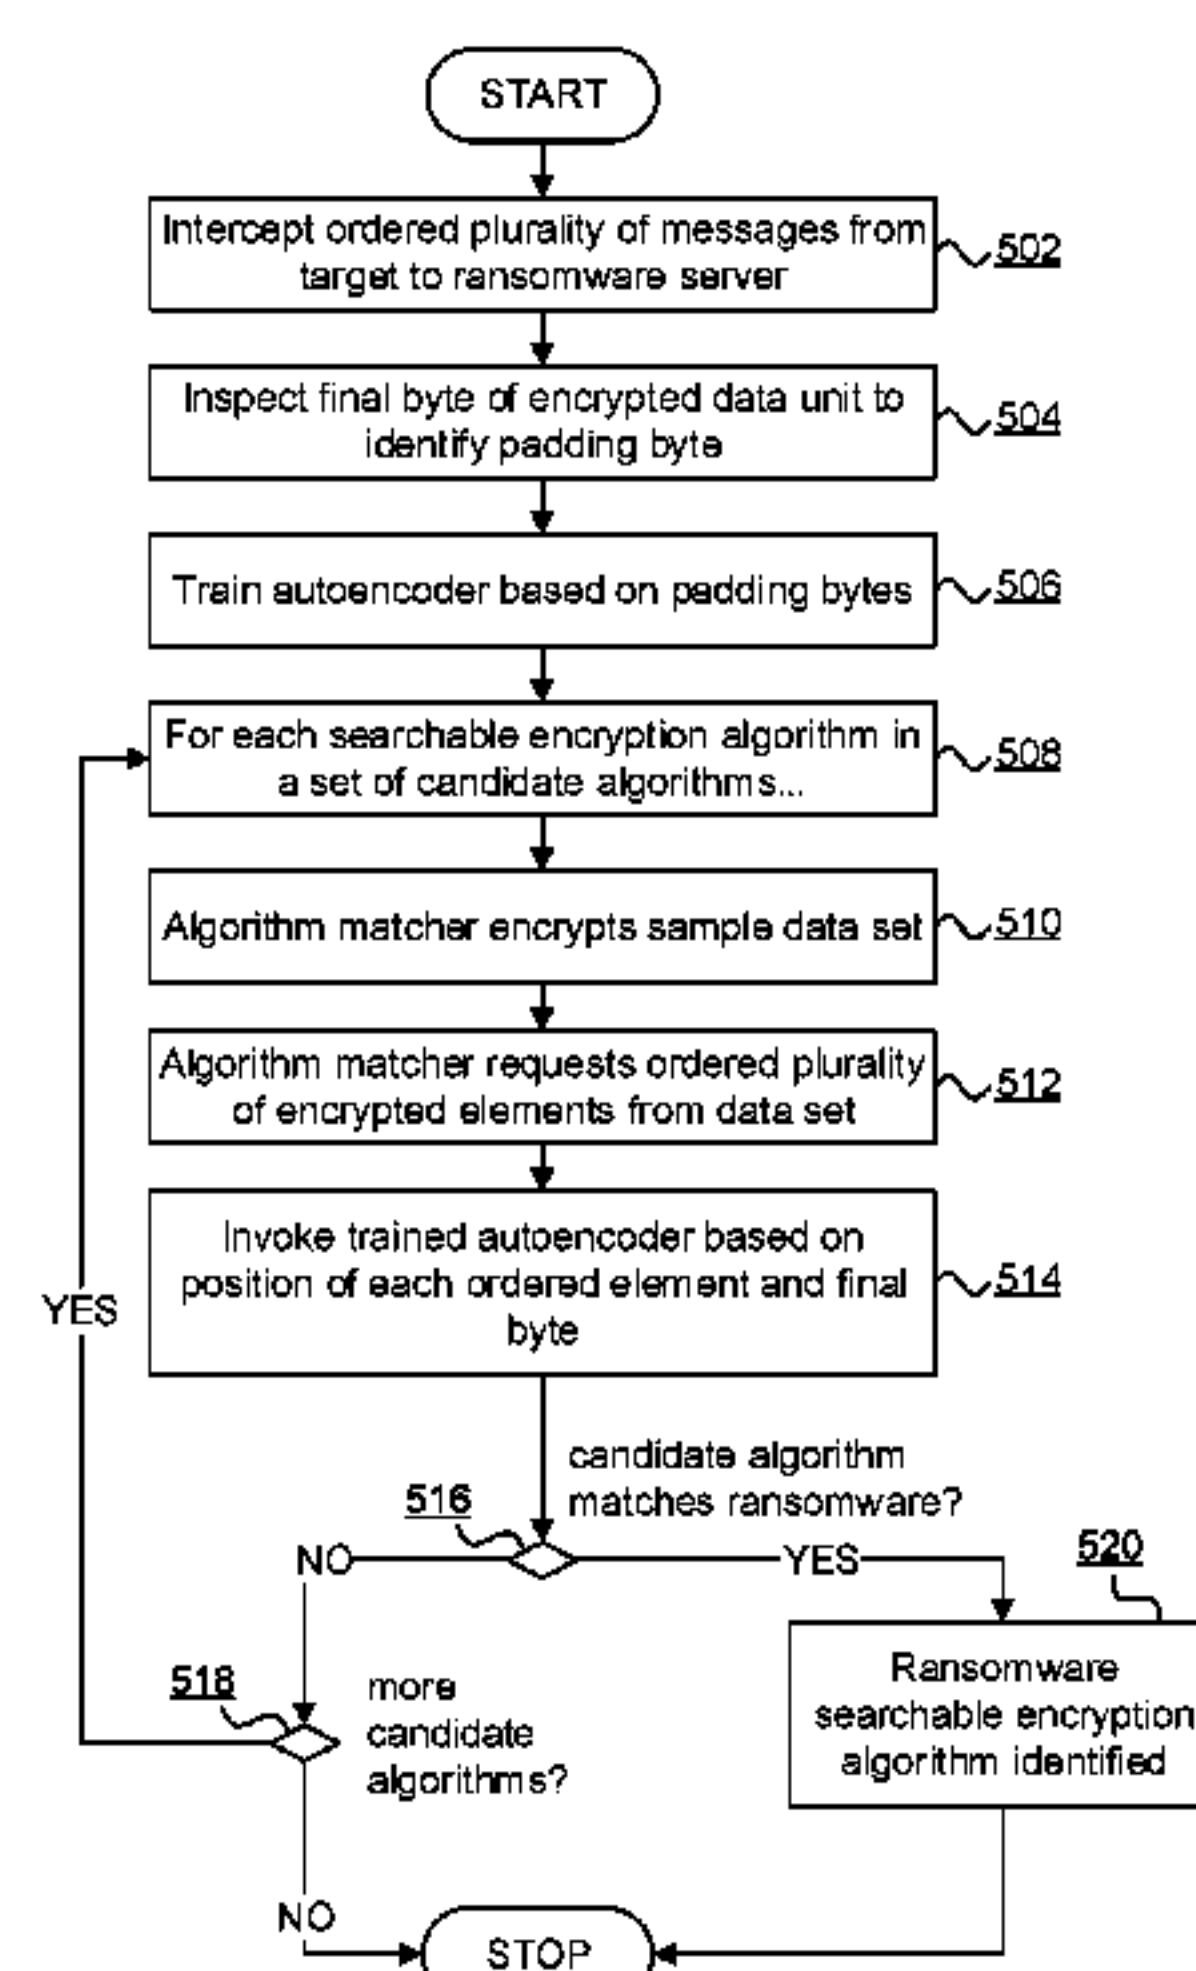 START
Intercept ordered plurality of messages from
target to ransomware server
502
Inspect final byte of encrypted data unit to
identify padding byte
504
Train autoencoder based on padding bytes
506
For each searchable encryption algorithm in
a set of candidate algorithms...
508
Algorithm matcher encrypts sample data set
510
Algorithm matcher requests ordered plurality
of encrypted elements from data set
512
Invoke trained autoencoder based on
position of each ordered element and final
byte
514
YES
candidate algorithm
matches ransomware?
516
NO
YES
520
Ransomware
searchable encryption
algorithm identified
518
more
candidate
algorithms?
NO
STOP